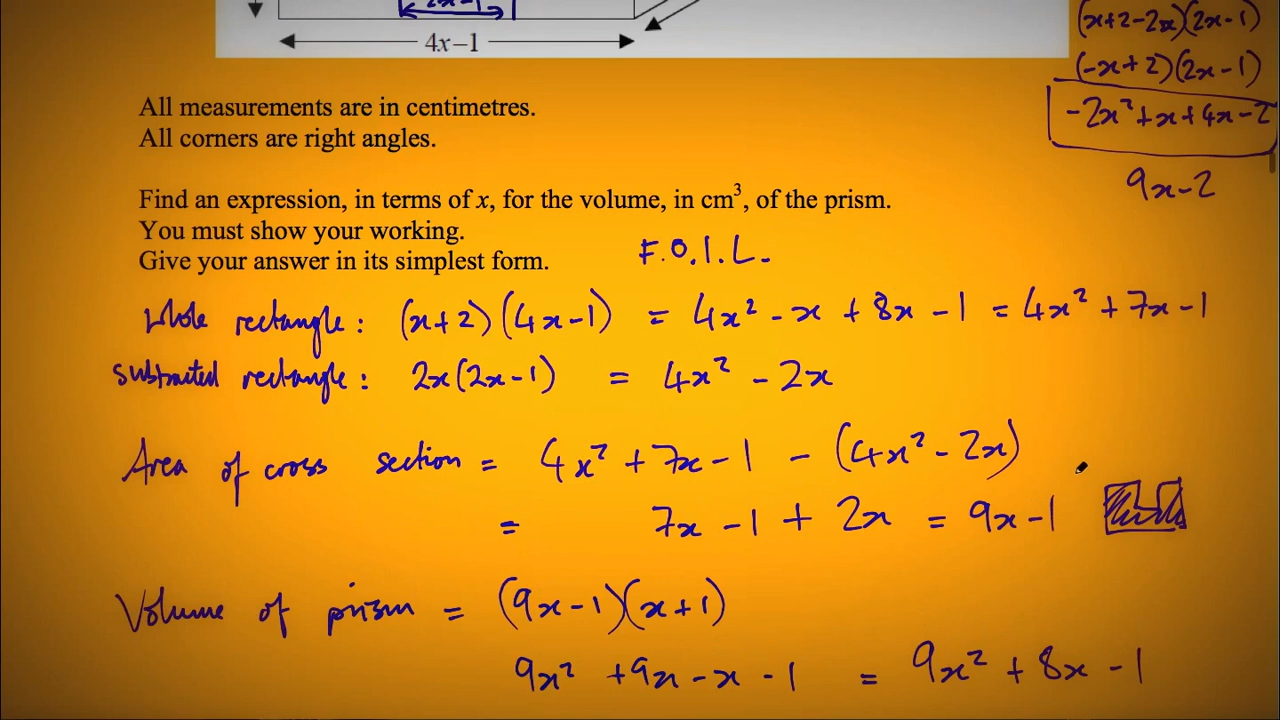 2x-1
4x–1
(x+2-2x)(2x-1)
(-x+2)(2x-1)
-2x²+x+4x-2
9x-2
All measurements are in centimetres.
All corners are right angles.
Find an expression, in terms of x, for the volume, in cm³, of the prism.
You must show your working.
Give your answer in its simplest form.
F.O.I.L.
Whole rectangle: (x+2)(4x-1) = 4x² - x + 8x - 1 = 4x² + 7x - 1
subtracted rectangle: 2x(2x-1) = 4x² - 2x
Area of cross section = 4x² + 7x - 1 - (4x² - 2x)
= 7x - 1 + 2x = 9x - 1
Volume of prism = (9x-1)(x+1)
9x² + 9x - x - 1 = 9x² + 8x - 1